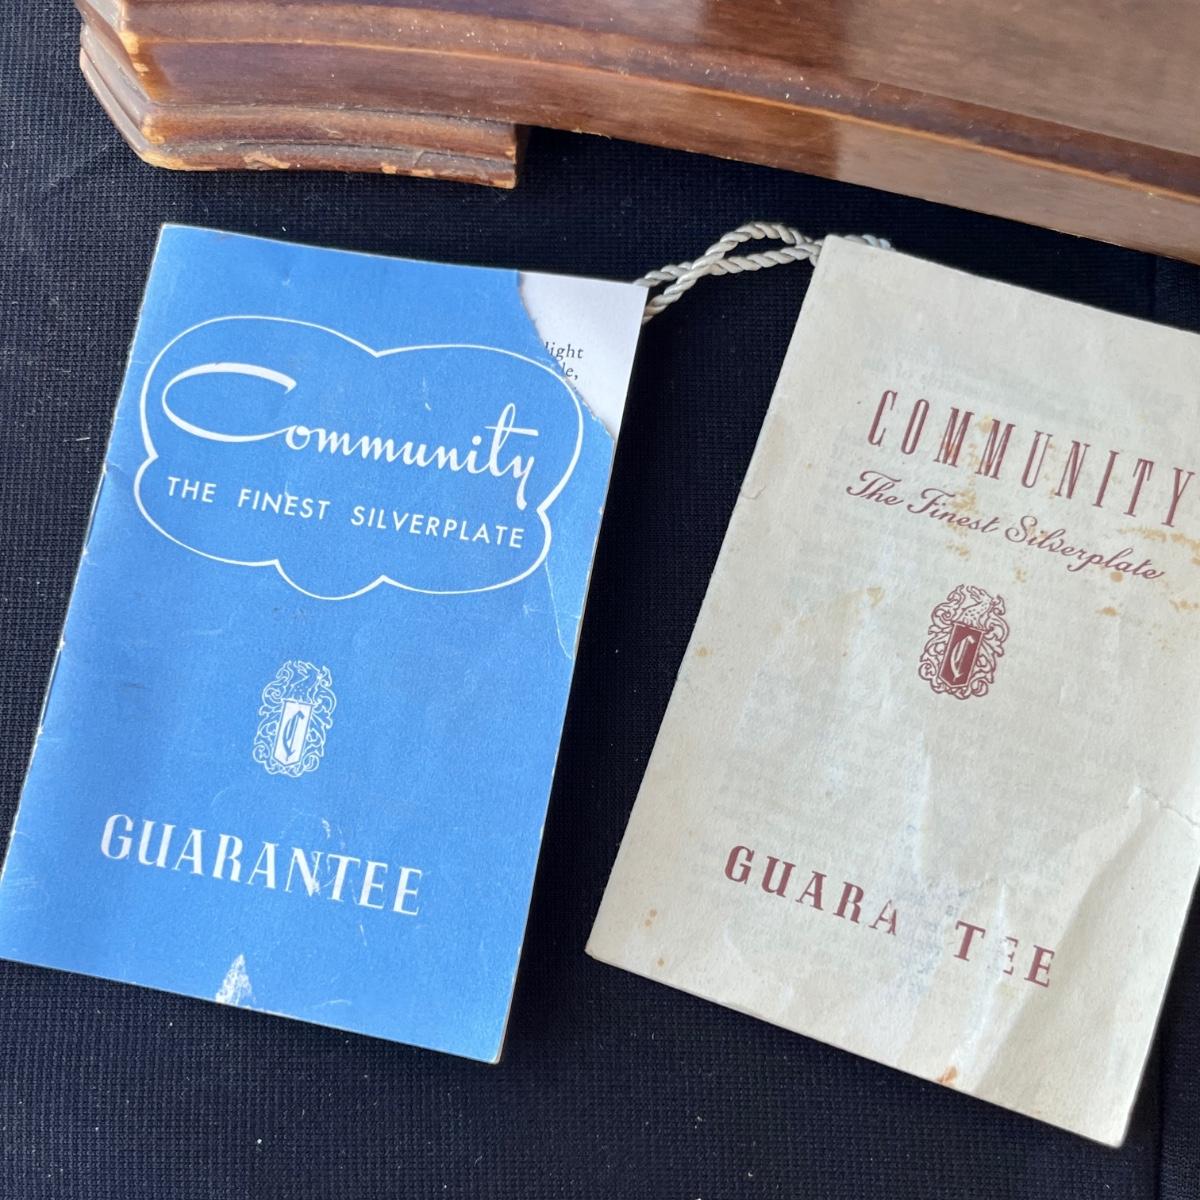 light
le,
Community
THE FINEST SILVERPLATE
C
GUARANTEE
COMMUNITY
The Finest Silverplate
C
GUARA TEE